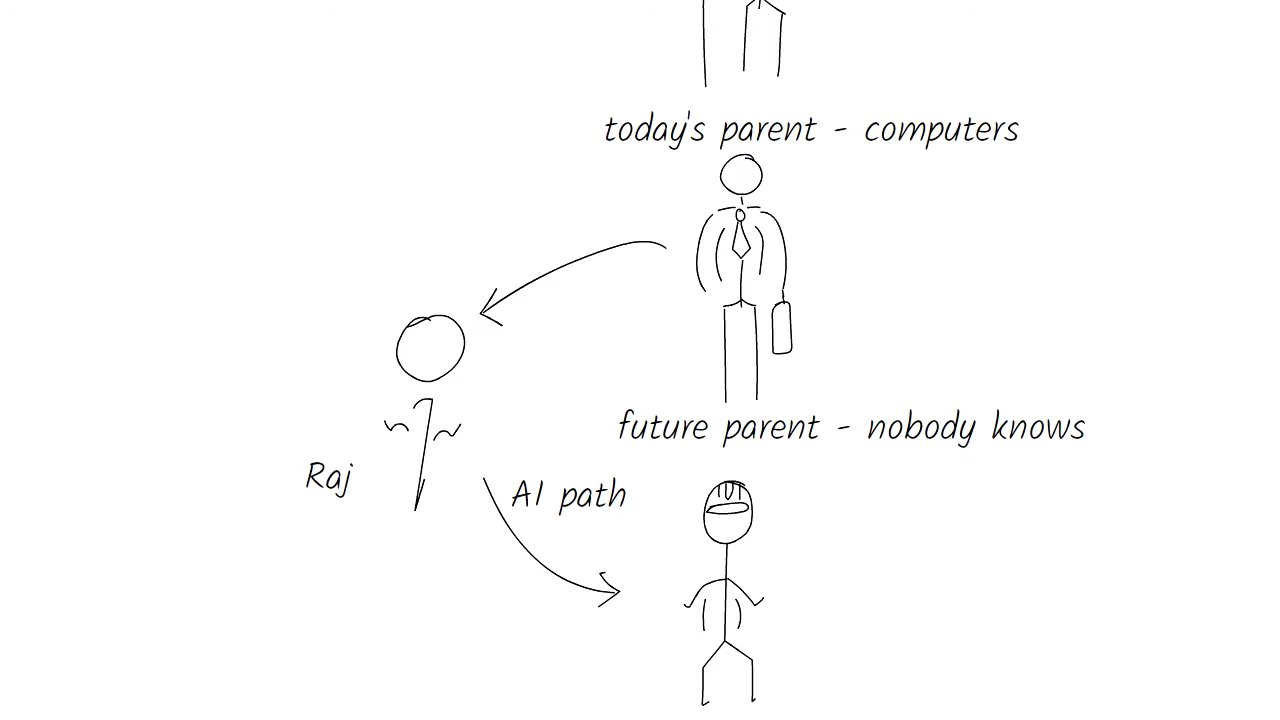 today's parent - computers
future parent - nobody knows
Raj
AI path